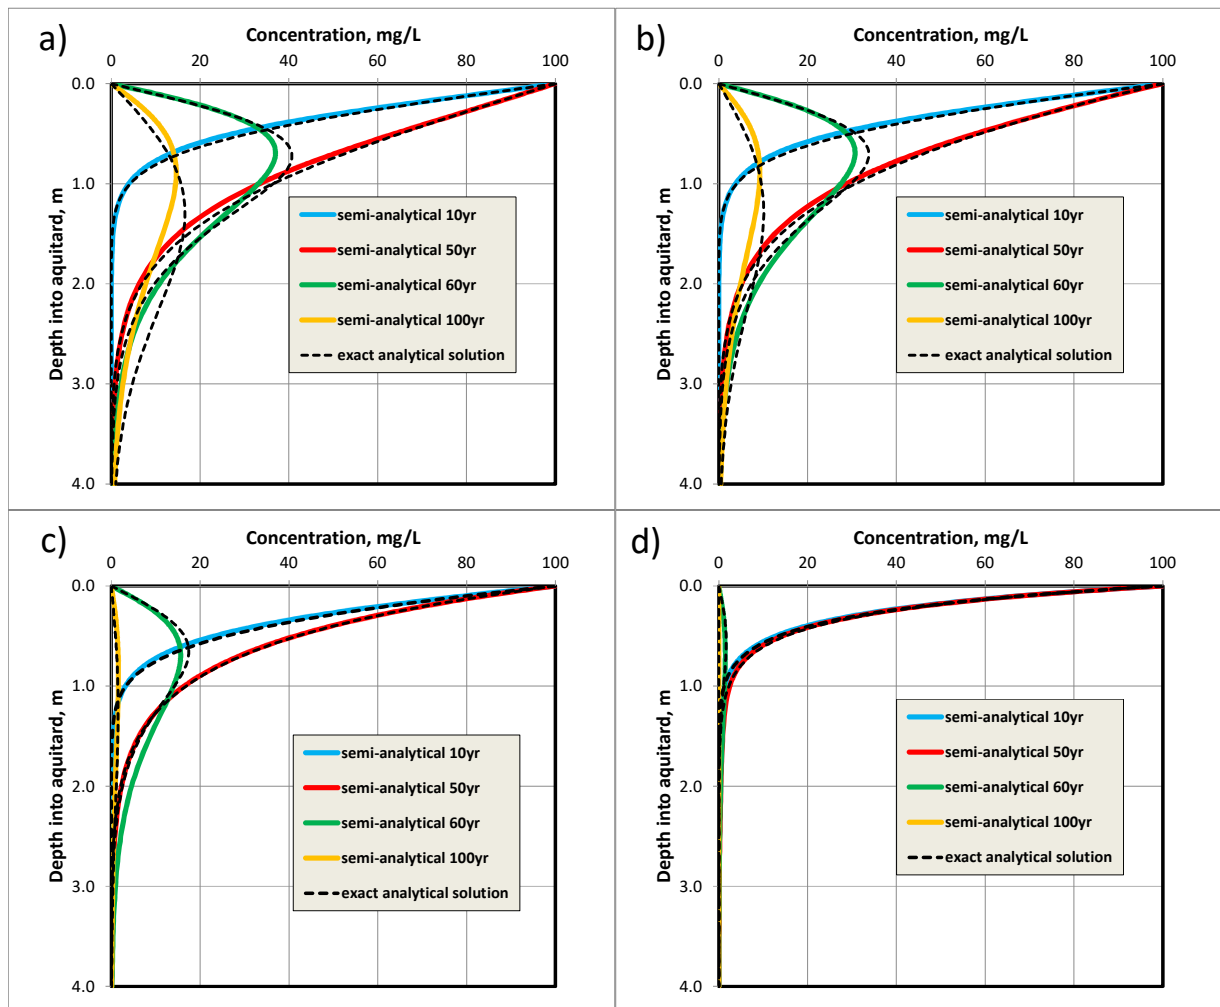 a)
Concentration, mg/L
0 20 40 60 80 100
0.0
1.0
2.0
3.0
4.0
Depth into aquitard, m
semi-analytical 10yr
semi-analytical 50yr
semi-analytical 60yr
semi-analytical 100yr
exact analytical solution
b)
Concentration, mg/L
0 20 40 60 80 100
0.0
1.0
2.0
3.0
4.0
Depth into aquitard, m
semi-analytical 10yr
semi-analytical 50yr
semi-analytical 60yr
semi-analytical 100yr
exact analytical solution
c)
Concentration, mg/L
0 20 40 60 80 100
0.0
1.0
2.0
3.0
4.0
Depth into aquitard, m
semi-analytical 10yr
semi-analytical 50yr
semi-analytical 60yr
semi-analytical 100yr
exact analytical solution
d)
Concentration, mg/L
0 20 40 60 80 100
0.0
1.0
2.0
3.0
4.0
Depth into aquitard, m
semi-analytical 10yr
semi-analytical 50yr
semi-analytical 60yr
semi-analytical 100yr
exact analytical solution